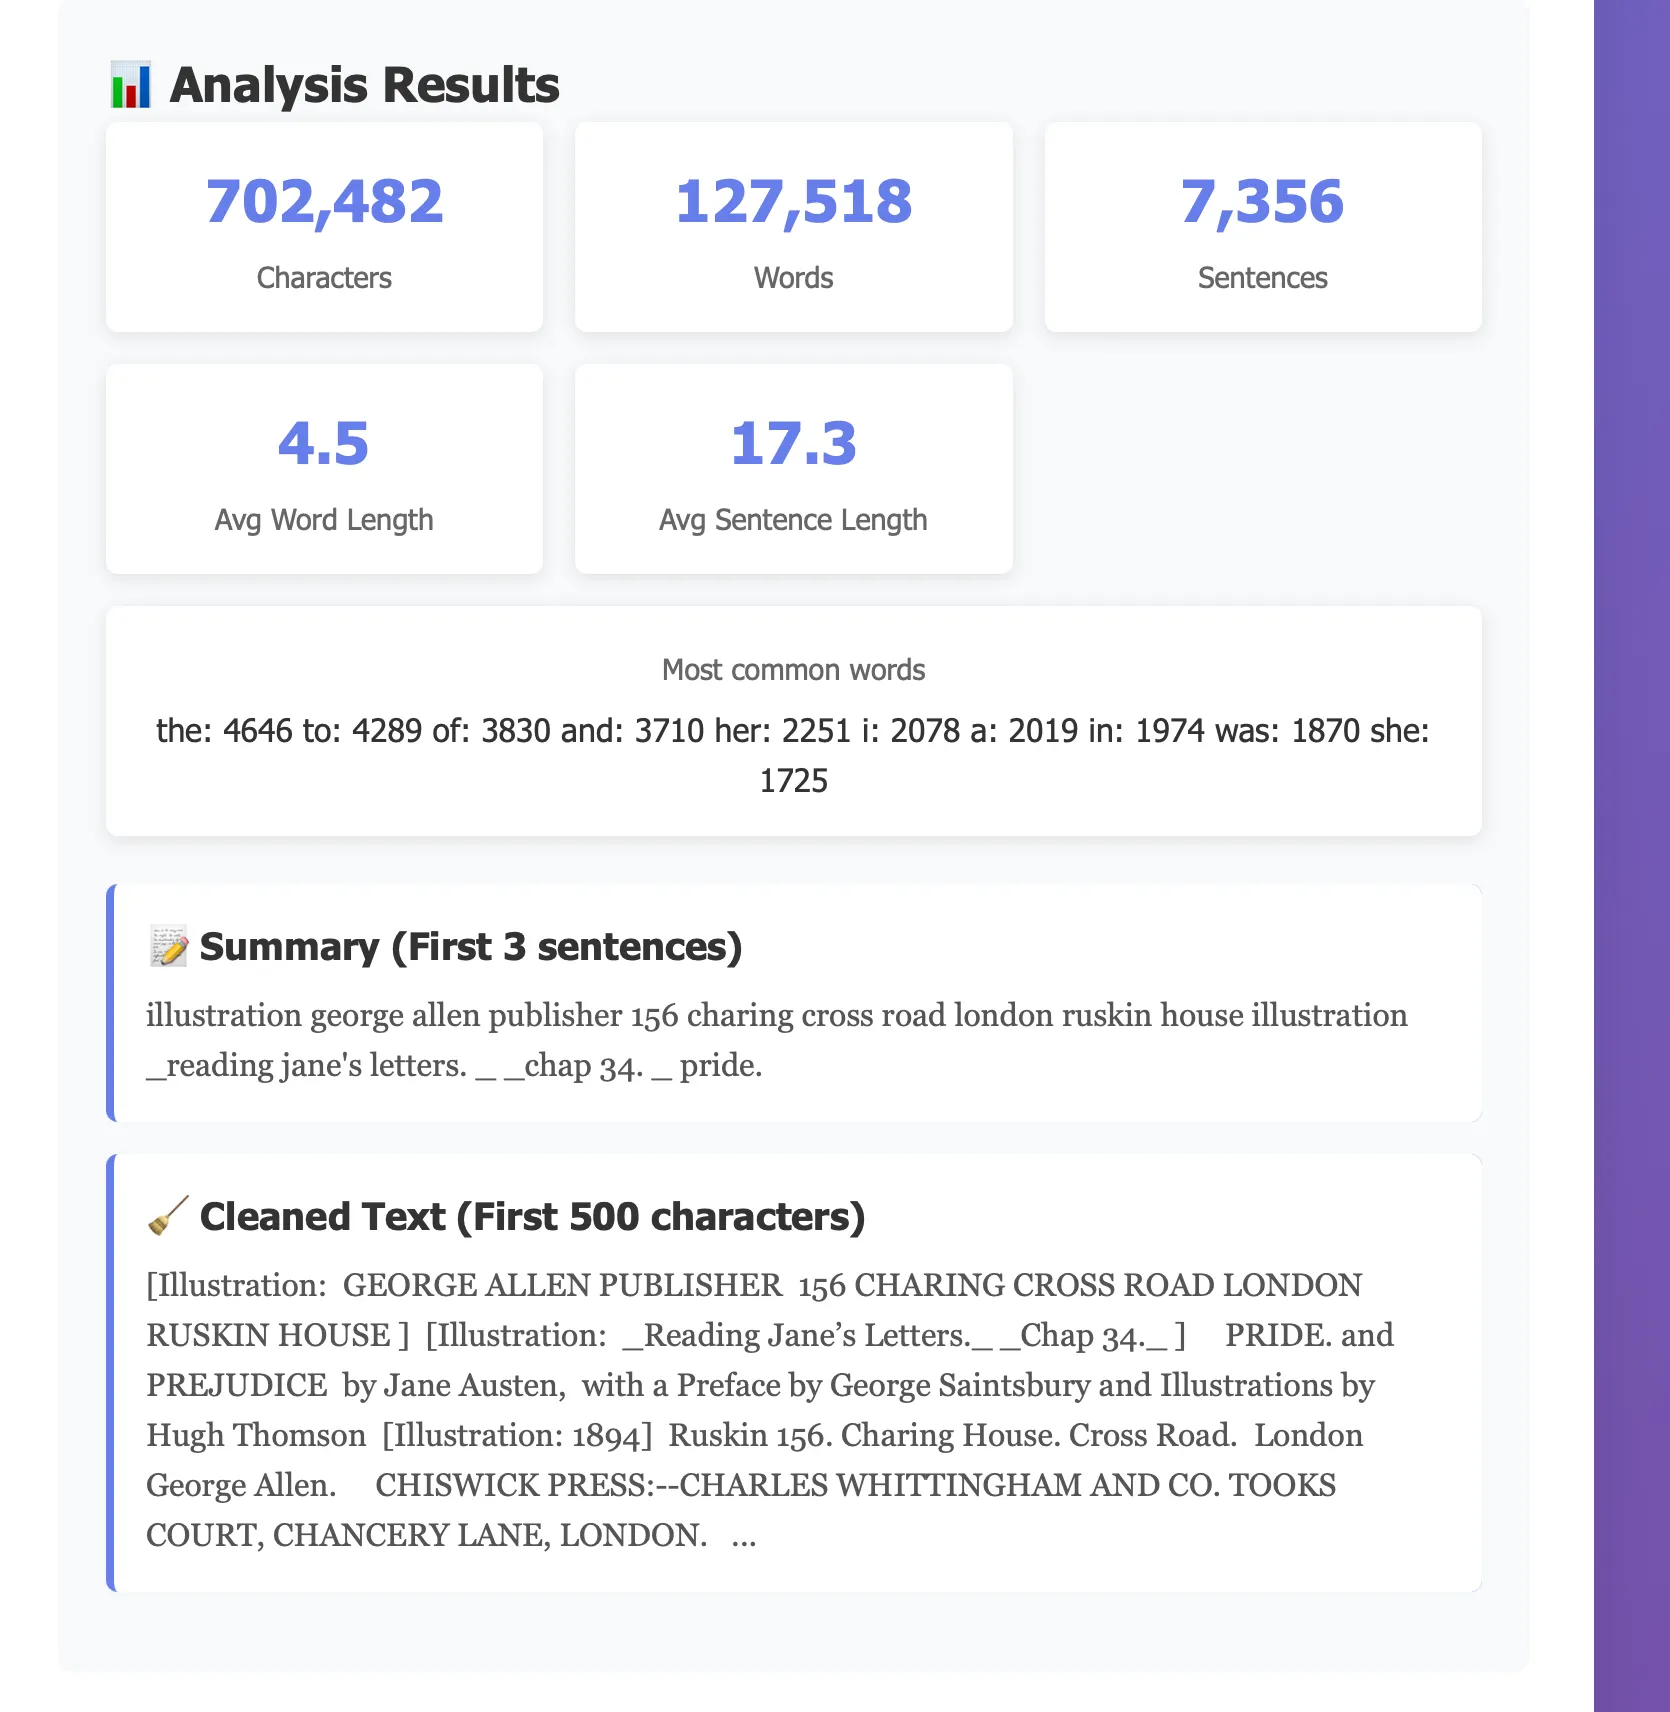 📊 Analysis Results
702,482
Characters
127,518
Words
7,356
Sentences
4.5
Avg Word Length
17.3
Avg Sentence Length
Most common words
the: 4646 to: 4289 of: 3830 and: 3710 her: 2251 i: 2078 a: 2019 in: 1974 was: 1870 she:
1725
📝 Summary (First 3 sentences)
illustration george allen publisher 156 charing cross road london ruskin house illustration
_reading jane's letters. _ _chap 34. _ pride.
🧹 Cleaned Text (First 500 characters)
[Illustration:  GEORGE ALLEN PUBLISHER  156 CHARING CROSS ROAD LONDON
RUSKIN HOUSE ]  [Illustration:  _Reading Jane’s Letters._ _Chap 34._ ]     PRIDE. and
PREJUDICE  by Jane Austen,  with a Preface by George Saintsbury and Illustrations by
Hugh Thomson  [Illustration: 1894]  Ruskin 156. Charing House. Cross Road.  London
George Allen.     CHISWICK PRESS:--CHARLES WHITTINGHAM AND CO. TOOKS
COURT, CHANCERY LANE, LONDON.   ...